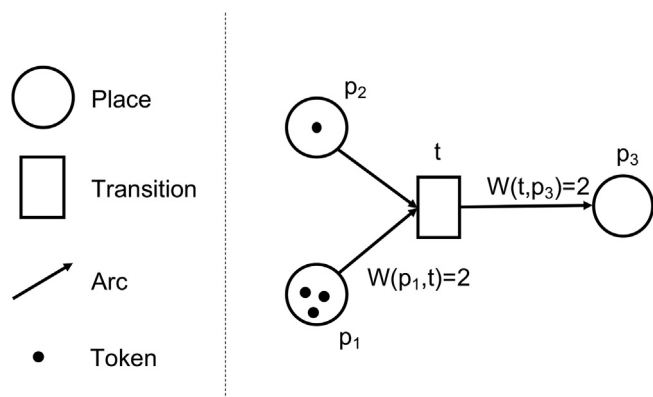 Place
Transition
Arc
Token
p₂
t
W(t,p₃)=2
p₃
W(p₁,t)=2
p₁